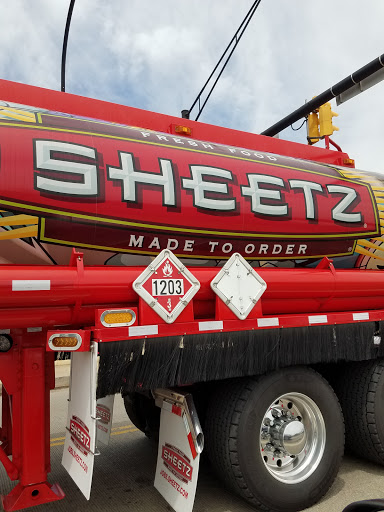 FRESH FOOD
SHEETZ
MADE TO ORDER
1203
3
SHEETZ
SHEETZ